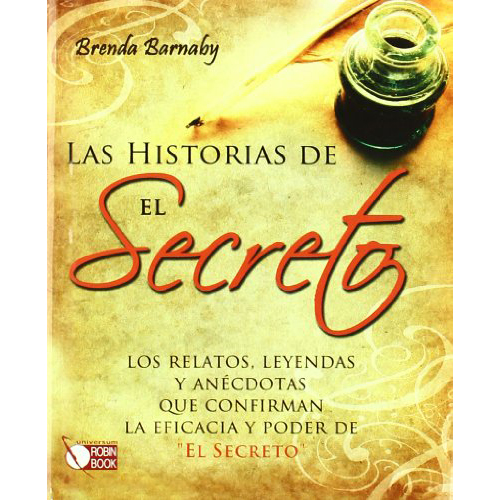 Brenda Barnaby
LAS HISTORIAS DE
EL
Secreto
LOS RELATOS, LEYENDAS
Y ANÉCDOTAS
QUE CONFIRMAN
LA EFICACIA Y PODER DE
"EL SECRETO"
universum
ROBIN
BOOK